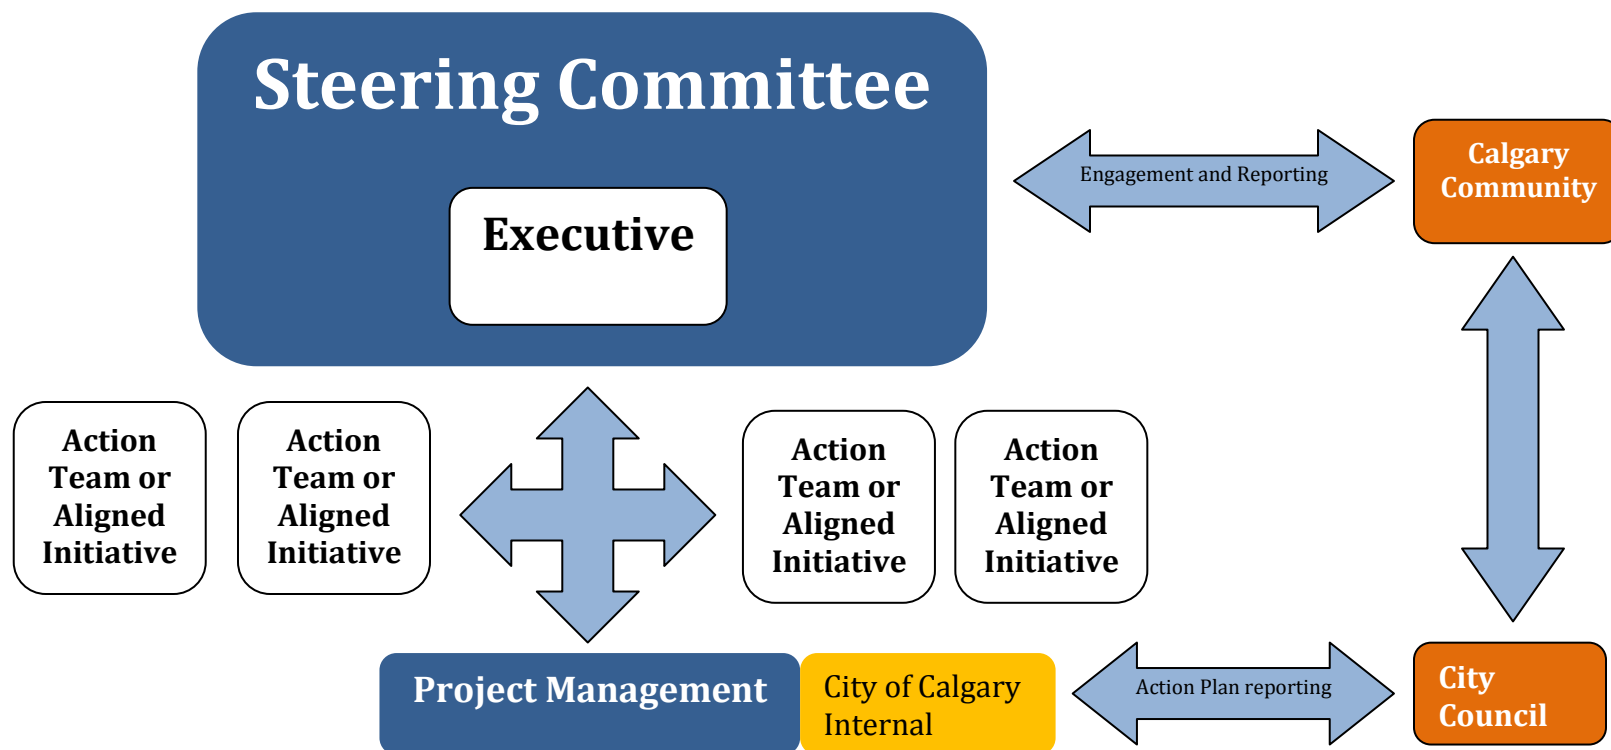 Steering Committee
Executive
Engagement and Reporting
Calgary
Community
Action
Team or
Aligned
Initiative
Action
Team or
Aligned
Initiative
Action
Team or
Aligned
Initiative
Action
Team or
Aligned
Initiative
Project Management
City of Calgary
Internal
Action Plan reporting
City
Council